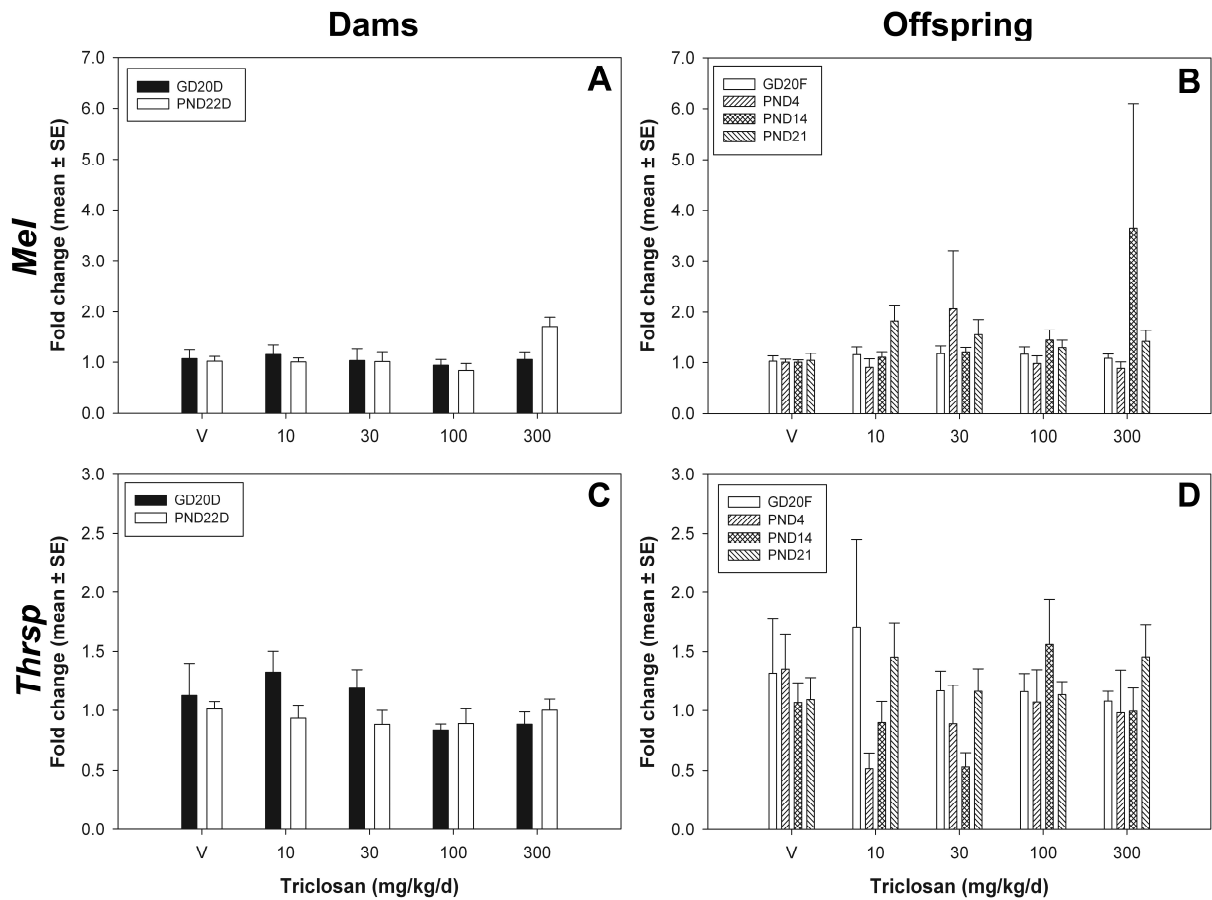 Dams
Offspring
Mel
Thrsp
A
GD20D
PND22D
Fold change (mean ± SE)
7.0
6.0
5.0
4.0
3.0
2.0
1.0
0.0
V 10 30 100 300
B
GD20F
PND4
PND14
PND21
Fold change (mean ± SE)
7.0
6.0
5.0
4.0
3.0
2.0
1.0
0.0
V 10 30 100 300
C
GD20D
PND22D
Fold change (mean ± SE)
3.0
2.5
2.0
1.5
1.0
0.5
0.0
V 10 30 100 300
Triclosan (mg/kg/d)
D
GD20F
PND4
PND14
PND21
Fold change (mean ± SE)
3.0
2.5
2.0
1.5
1.0
0.5
0.0
V 10 30 100 300
Triclosan (mg/kg/d)